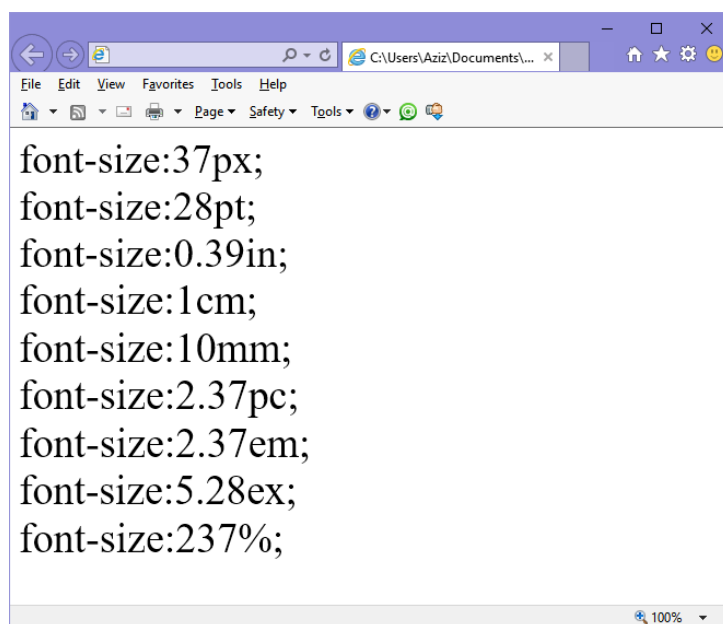 C:\Users\Aziz\Documents\...
File Edit View Favorites Tools Help
Page Safety Tools
font-size:37px;
font-size:28pt;
font-size:0.39in;
font-size:1cm;
font-size:10mm;
font-size:2.37pc;
font-size:2.37em;
font-size:5.28ex;
font-size:237%;
100%